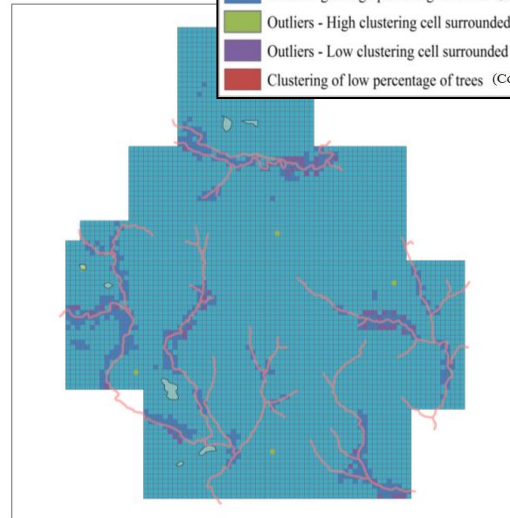 Outliers - High clustering cell surrounded
Outliers - Low clustering cell surrounded
Clustering of low percentage of trees (Co